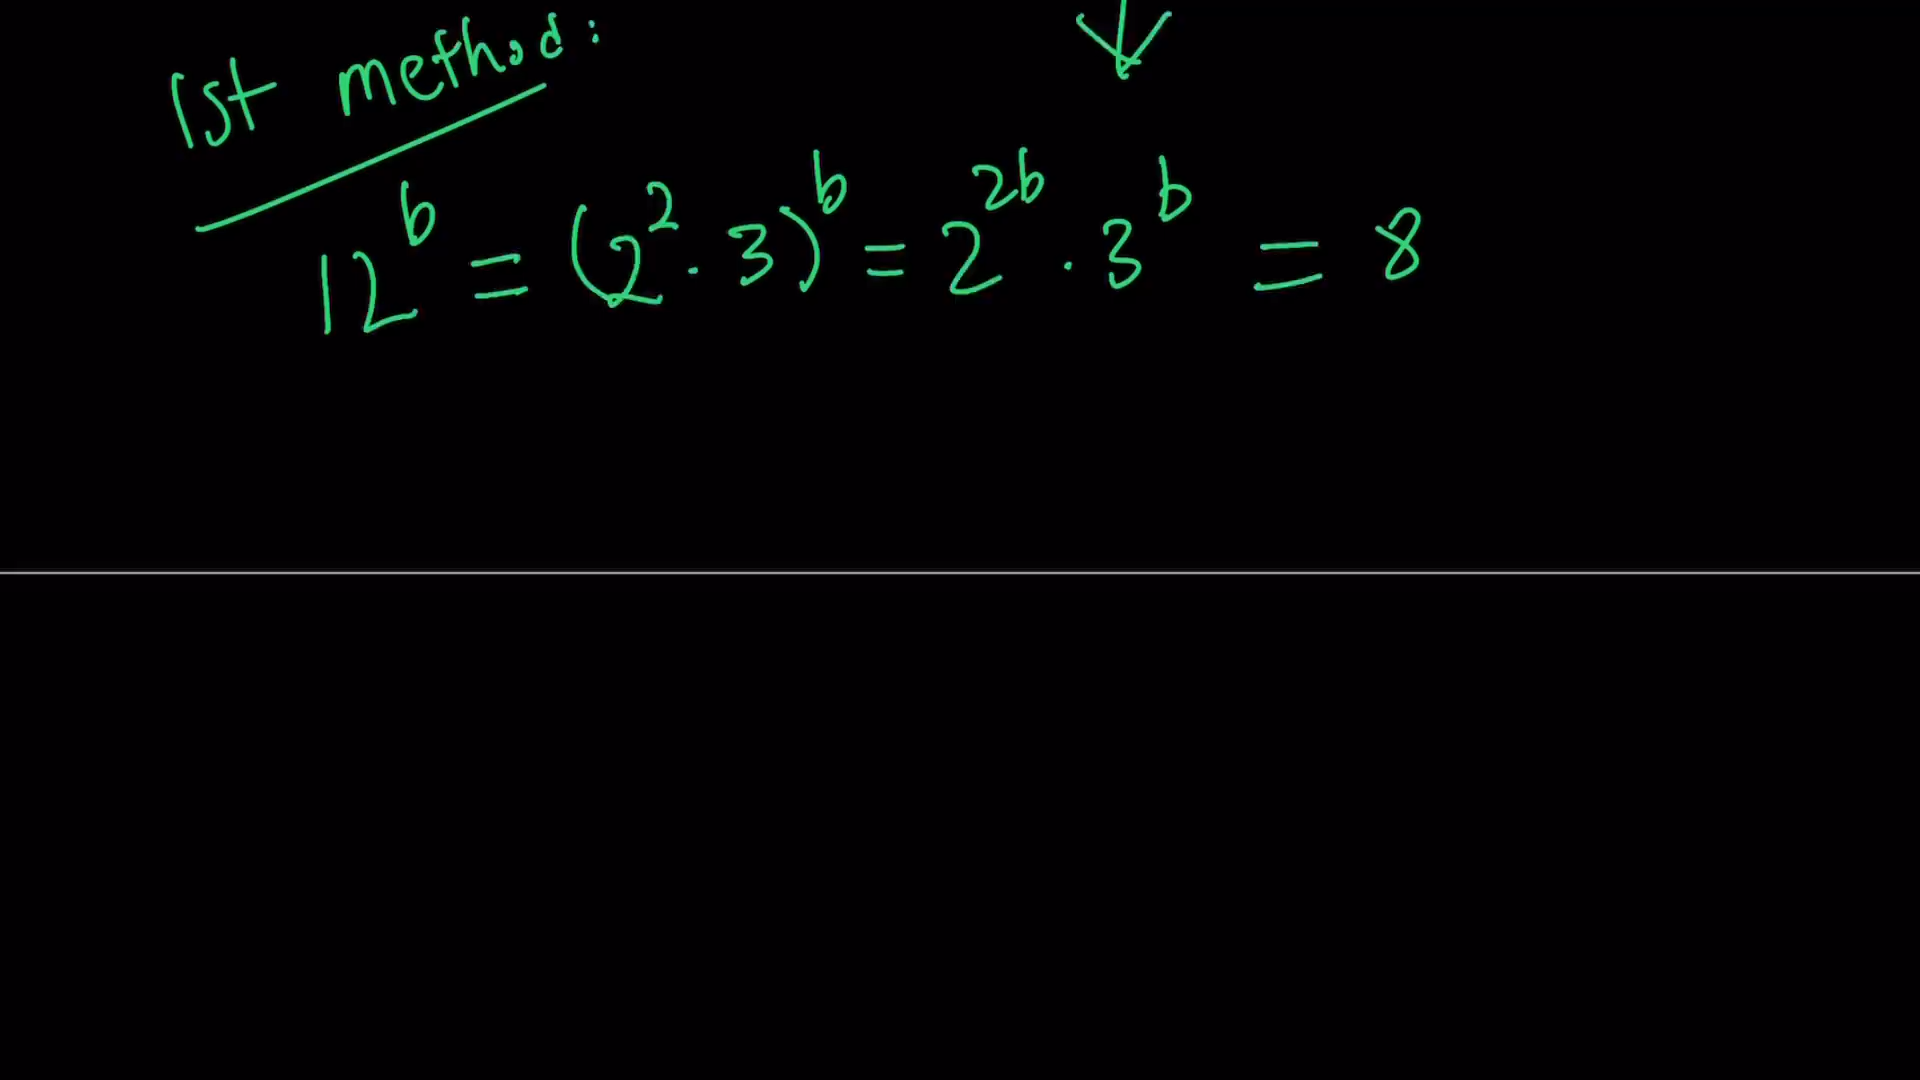 1st method:
12^b = (2^2 · 3)^b = 2^{2b} · 3^b = 8